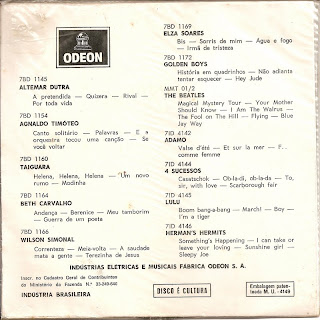 ODEON
7BD 1145
ALTEMAR DUTRA
A pretendida — Quizera — Rival —
Por toda vida
7BD 1154
AGNALDO TIMÓTEO
Canto solitário — Palavras — E a
orquestra tocou uma canção — Se
você voltar
7BD 1160
TAIGUARA
Helena, Helena, Helena — Um novo
rumo — Modinha
7BD 1164
BETH CARVALHO
Andança — Berenice — Meu tamborim
— Guerra de um poeta
7BD 1166
WILSON SIMONAL
Correnteza — Meia-volta — A saudade
mata a gente — Terezinha de Jesus
7BD 1169
ELZA SOARES
Bis — Sorris de mim — Água e fogo
— Irmã de tristeza
7BD 1172
GOLDEN BOYS
História em quadrinhos — Não adianta
tentar esquecer — Hey Jude
MMT 01/2
THE BEATLES
Magical Mystery Tour — Your Mother
Should Know — I Am The Walrus —
The Fool on The Hill — Flying — Blue
Jay Way
7ID 4142
ADAMO
Valse d'été — Et sur la mer — F...
comme femme
7ID 4144
4 SUCESSOS
Casatschok — Ob-la-di, ob-la-da — To,
sir, with love — Scarborough fair
7ID 4145
LULU
Boom bang-a-bang — March! — Boy —
I'm a tiger
7ID 4146
HERMAN'S HERMITS
Something's Happening — I can take or
leave your loving — Sunshine girl —
Sleepy Joe
INDÚSTRIAS ELÉTRICAS E MUSICAIS FÁBRICA ODEON S. A.
Inscr. no Cadastro Geral de Contribuintes
do Ministério da Fazenda N.º 33-249.640
INDÚSTRIA BRASILEIRA
DISCO É CULTURA
Embalagem paten-
teada M. U. -4149